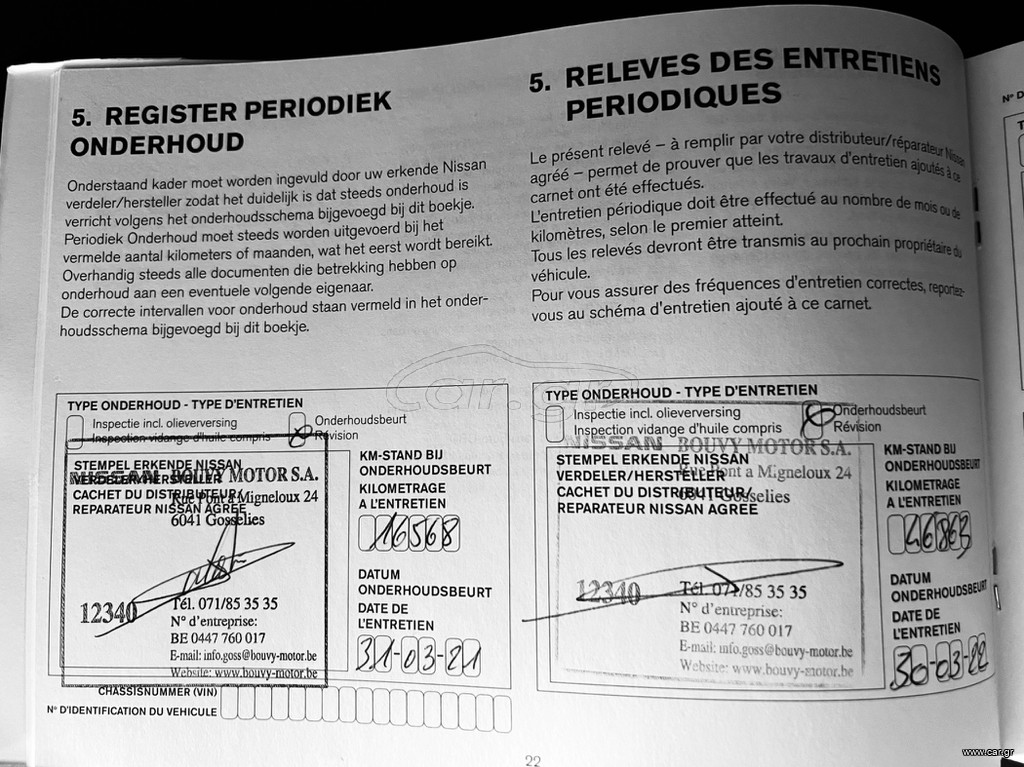 5. REGISTER PERIODIEK
ONDERHOUD
Onderstaand kader moet worden ingevuld door uw erkende Nissan
verdeler/hersteller zodat het duidelijk is dat steeds onderhoud is
verricht volgens het onderhoudsschema bijgevoegd bij dit boekje.
Periodiek Onderhoud moet steeds worden uitgevoerd bij het
vermelde aantal kilometers of maanden, wat het eerst wordt bereikt.
Overhandig steeds alle documenten die betrekking hebben op
onderhoud aan een eventuele volgende eigenaar.
De correcte intervallen voor onderhoud staan vermeld in het onder-
houdsschema bijgevoegd bij dit boekje.
TYPE ONDERHOUD - TYPE D'ENTRETIEN
Inspectie incl. olieverversing
Inspection vidange d'huile compris
Onderhoudsbeurt
Révision
STEMPEL ERKENDE NISSAN
VERDELER/HERSTELLER
CACHET DU DISTRIBUTEUR/
REPARATEUR NISSAN AGRÉÉ
NISSAN BOUVY MOTOR S.A.
Rue Pont a Migneloux 24
6041 Gosselies
12340
Tél. 071/85 35 35
N° d'entreprise:
BE 0447 760 017
E-mail: info.goss@bouvy-motor.be
Website: www.bouvy-motor.be
KM-STAND BIJ
ONDERHOUDSBEURT
KILOMETRAGE
A L'ENTRETIEN
16568
DATUM
ONDERHOUDSBEURT
DATE DE
L'ENTRETIEN
31-03-21
CHASSISNUMMER (VIN)
N° D'IDENTIFICATION DU VEHICULE
5. RELEVES DES ENTRETIENS
PERIODIQUES
Le présent relevé – à remplir par votre distributeur/réparateur Nissan
agréé – permet de prouver que les travaux d'entretien ajoutés à ce
carnet ont été effectués.
L'entretien périodique doit être effectué au nombre de mois ou de
kilomètres, selon le premier atteint.
Tous les relevés devront être transmis au prochain propriétaire du
véhicule.
Pour vous assurer des fréquences d'entretien correctes, reportez-
vous au schéma d'entretien ajouté à ce carnet.
TYPE ONDERHOUD - TYPE D'ENTRETIEN
Inspectie incl. olieverversing
Inspection vidange d'huile compris
Onderhoudsbeurt
Révision
STEMPEL ERKENDE NISSAN
VERDELER/HERSTELLER
CACHET DU DISTRIBUTEUR/
REPARATEUR NISSAN AGRÉÉ
NISSAN BOUVY MOTOR S.A.
Rue Pont a Migneloux 24
6041 Gosselies
12340
Tél. 071/85 35 35
N° d'entreprise:
BE 0447 760 017
E-mail: info.goss@bouvy-motor.be
Website: www.bouvy-motor.be
KM-STAND BIJ
ONDERHOUDSBEURT
KILOMETRAGE
A L'ENTRETIEN
46863
DATUM
ONDERHOUDSBEURT
DATE DE
L'ENTRETIEN
30-03-22
22
N° D
car.gr
www.car.gr